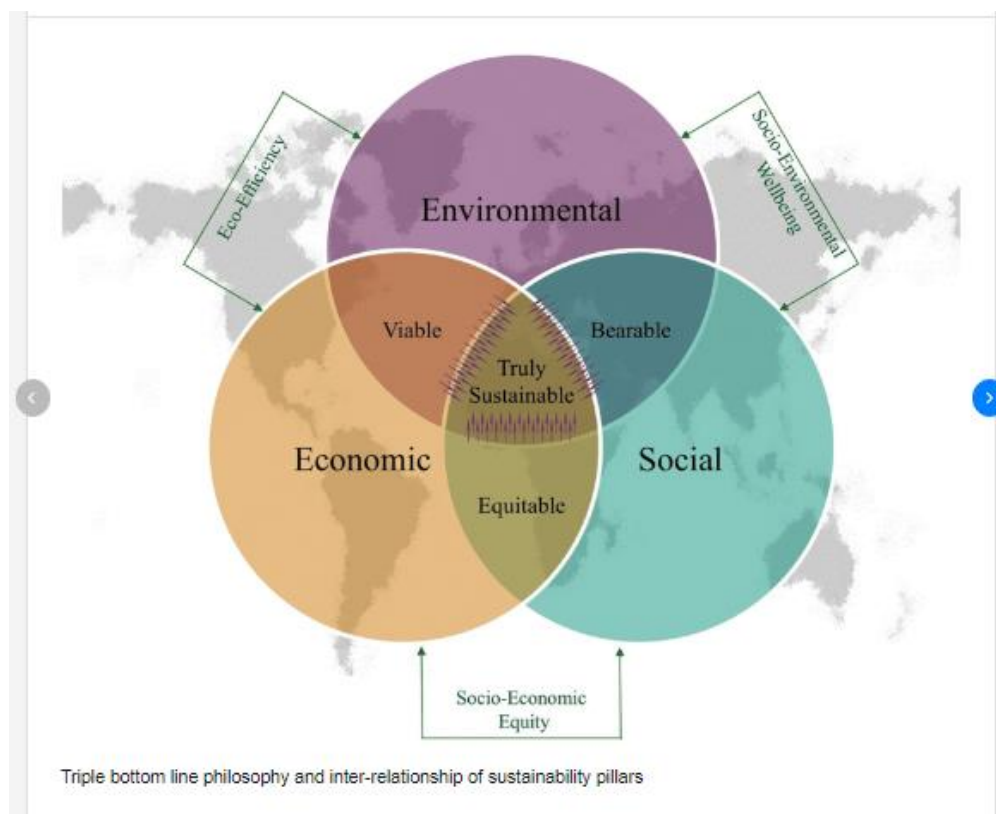 Environmental
Eco-Efficiency
Socio-Environmental
Wellbeing
Viable
Bearable
Truly
Sustainable
Economic
Social
Equitable
Socio-Economic
Equity
Triple bottom line philosophy and inter-relationship of sustainability pillars